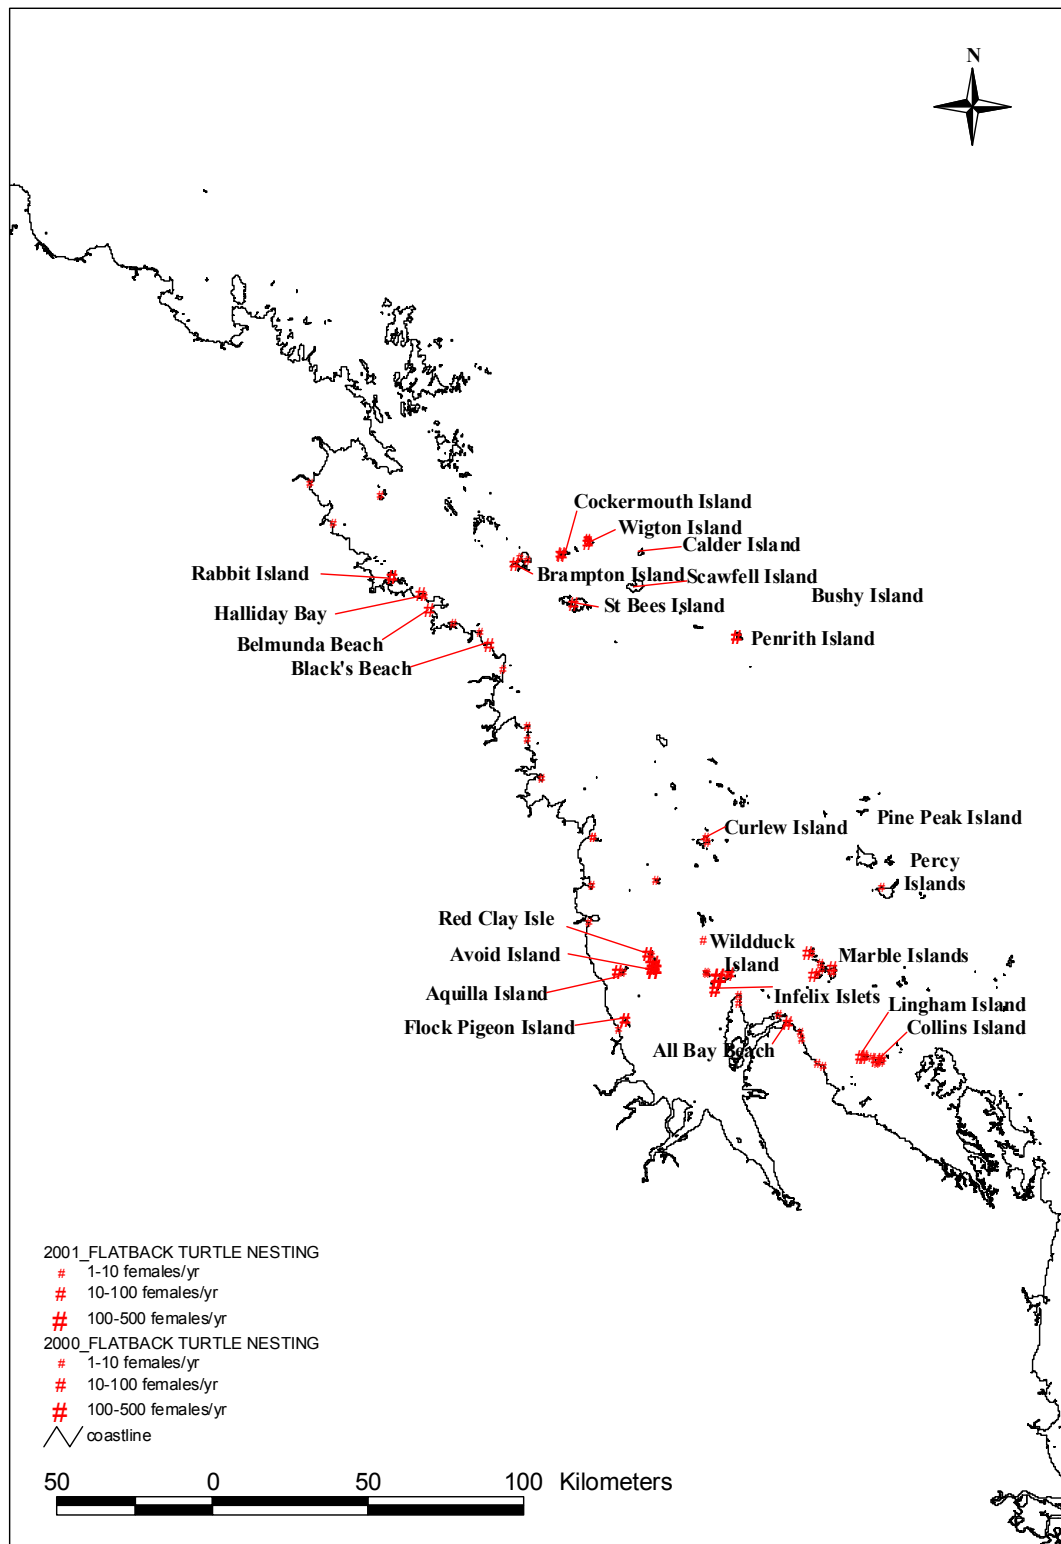 N
Cockermouth Island
Wigton Island
Calder Island
Rabbit Island
Brampton Island
Scawfell Island
Bushy Island
Halliday Bay
St Bees Island
Belmunda Beach
Penrith Island
Black's Beach
Pine Peak Island
Curlew Island
Percy
Islands
Red Clay Isle
Wildduck
Island
Avoid Island
Marble Islands
Aquilla Island
Infelix Islets
Lingham Island
Flock Pigeon Island
Collins Island
All Bay Beach
2001_FLATBACK TURTLE NESTING
# 1-10 females/yr
# 10-100 females/yr
# 100-500 females/yr
2000_FLATBACK TURTLE NESTING
# 1-10 females/yr
# 10-100 females/yr
# 100-500 females/yr
coastline
50 0 50 100 Kilometers